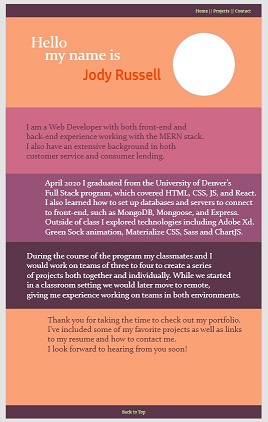 Home || Projects || Contact
Hello
my name is
Jody Russell
I am a Web Developer with both front-end and
back-end experience working with the MERN stack.
I also have an extensive background in both
customer service and consumer lending.
April 2020 I graduated from the University of Denver's
Full Stack program, which covered HTML, CSS, JS, and React.
I also learned how to set up databases and servers to connect
to front-end, such as MongoDB, Mongoose, and Express.
Outside of class I explored technologies including Adobe Xd,
Green Sock animation, Materialize CSS, Sass and ChartJS.
During the course of the program my classmates and I
would work on teams of three to four to create a series
of projects both together and individually. While we started
in a classroom setting we would later move to remote,
giving me experience working on teams in both environments.
Thank you for taking the time to check out my portfolio.
I've included some of my favorite projects as well as links
to my resume and how to contact me.
I look forward to hearing from you soon!
Back to Top